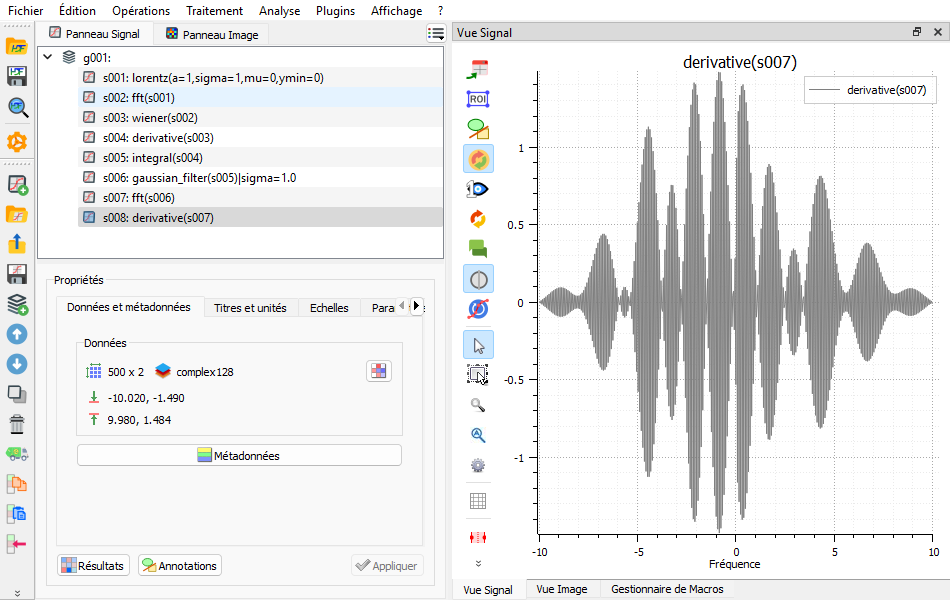 Fichier Édition Opérations Traitement Analyse Plugins Affichage ?
Panneau Signal Panneau Image
g001:
s001: lorentz(a=1,sigma=1,mu=0,ymin=0)
s002: fft(s001)
s003: wiener(s002)
s004: derivative(s003)
s005: integral(s004)
s006: gaussian_filter(s005)|sigma=1.0
s007: fft(s006)
s008: derivative(s007)
Propriétés
Données et métadonnées Titres et unités Echelles Para
Données
500 x 2 complex128
-10.020, -1.490
9.980, 1.484
Métadonnées
Résultats Annotations Appliquer
Vue Signal
ROI
derivative(s007)
derivative(s007)
1
0.5
0
-0.5
-1
-10 -5 0 5 10
Fréquence
Vue Signal Vue Image Gestionnaire de Macros